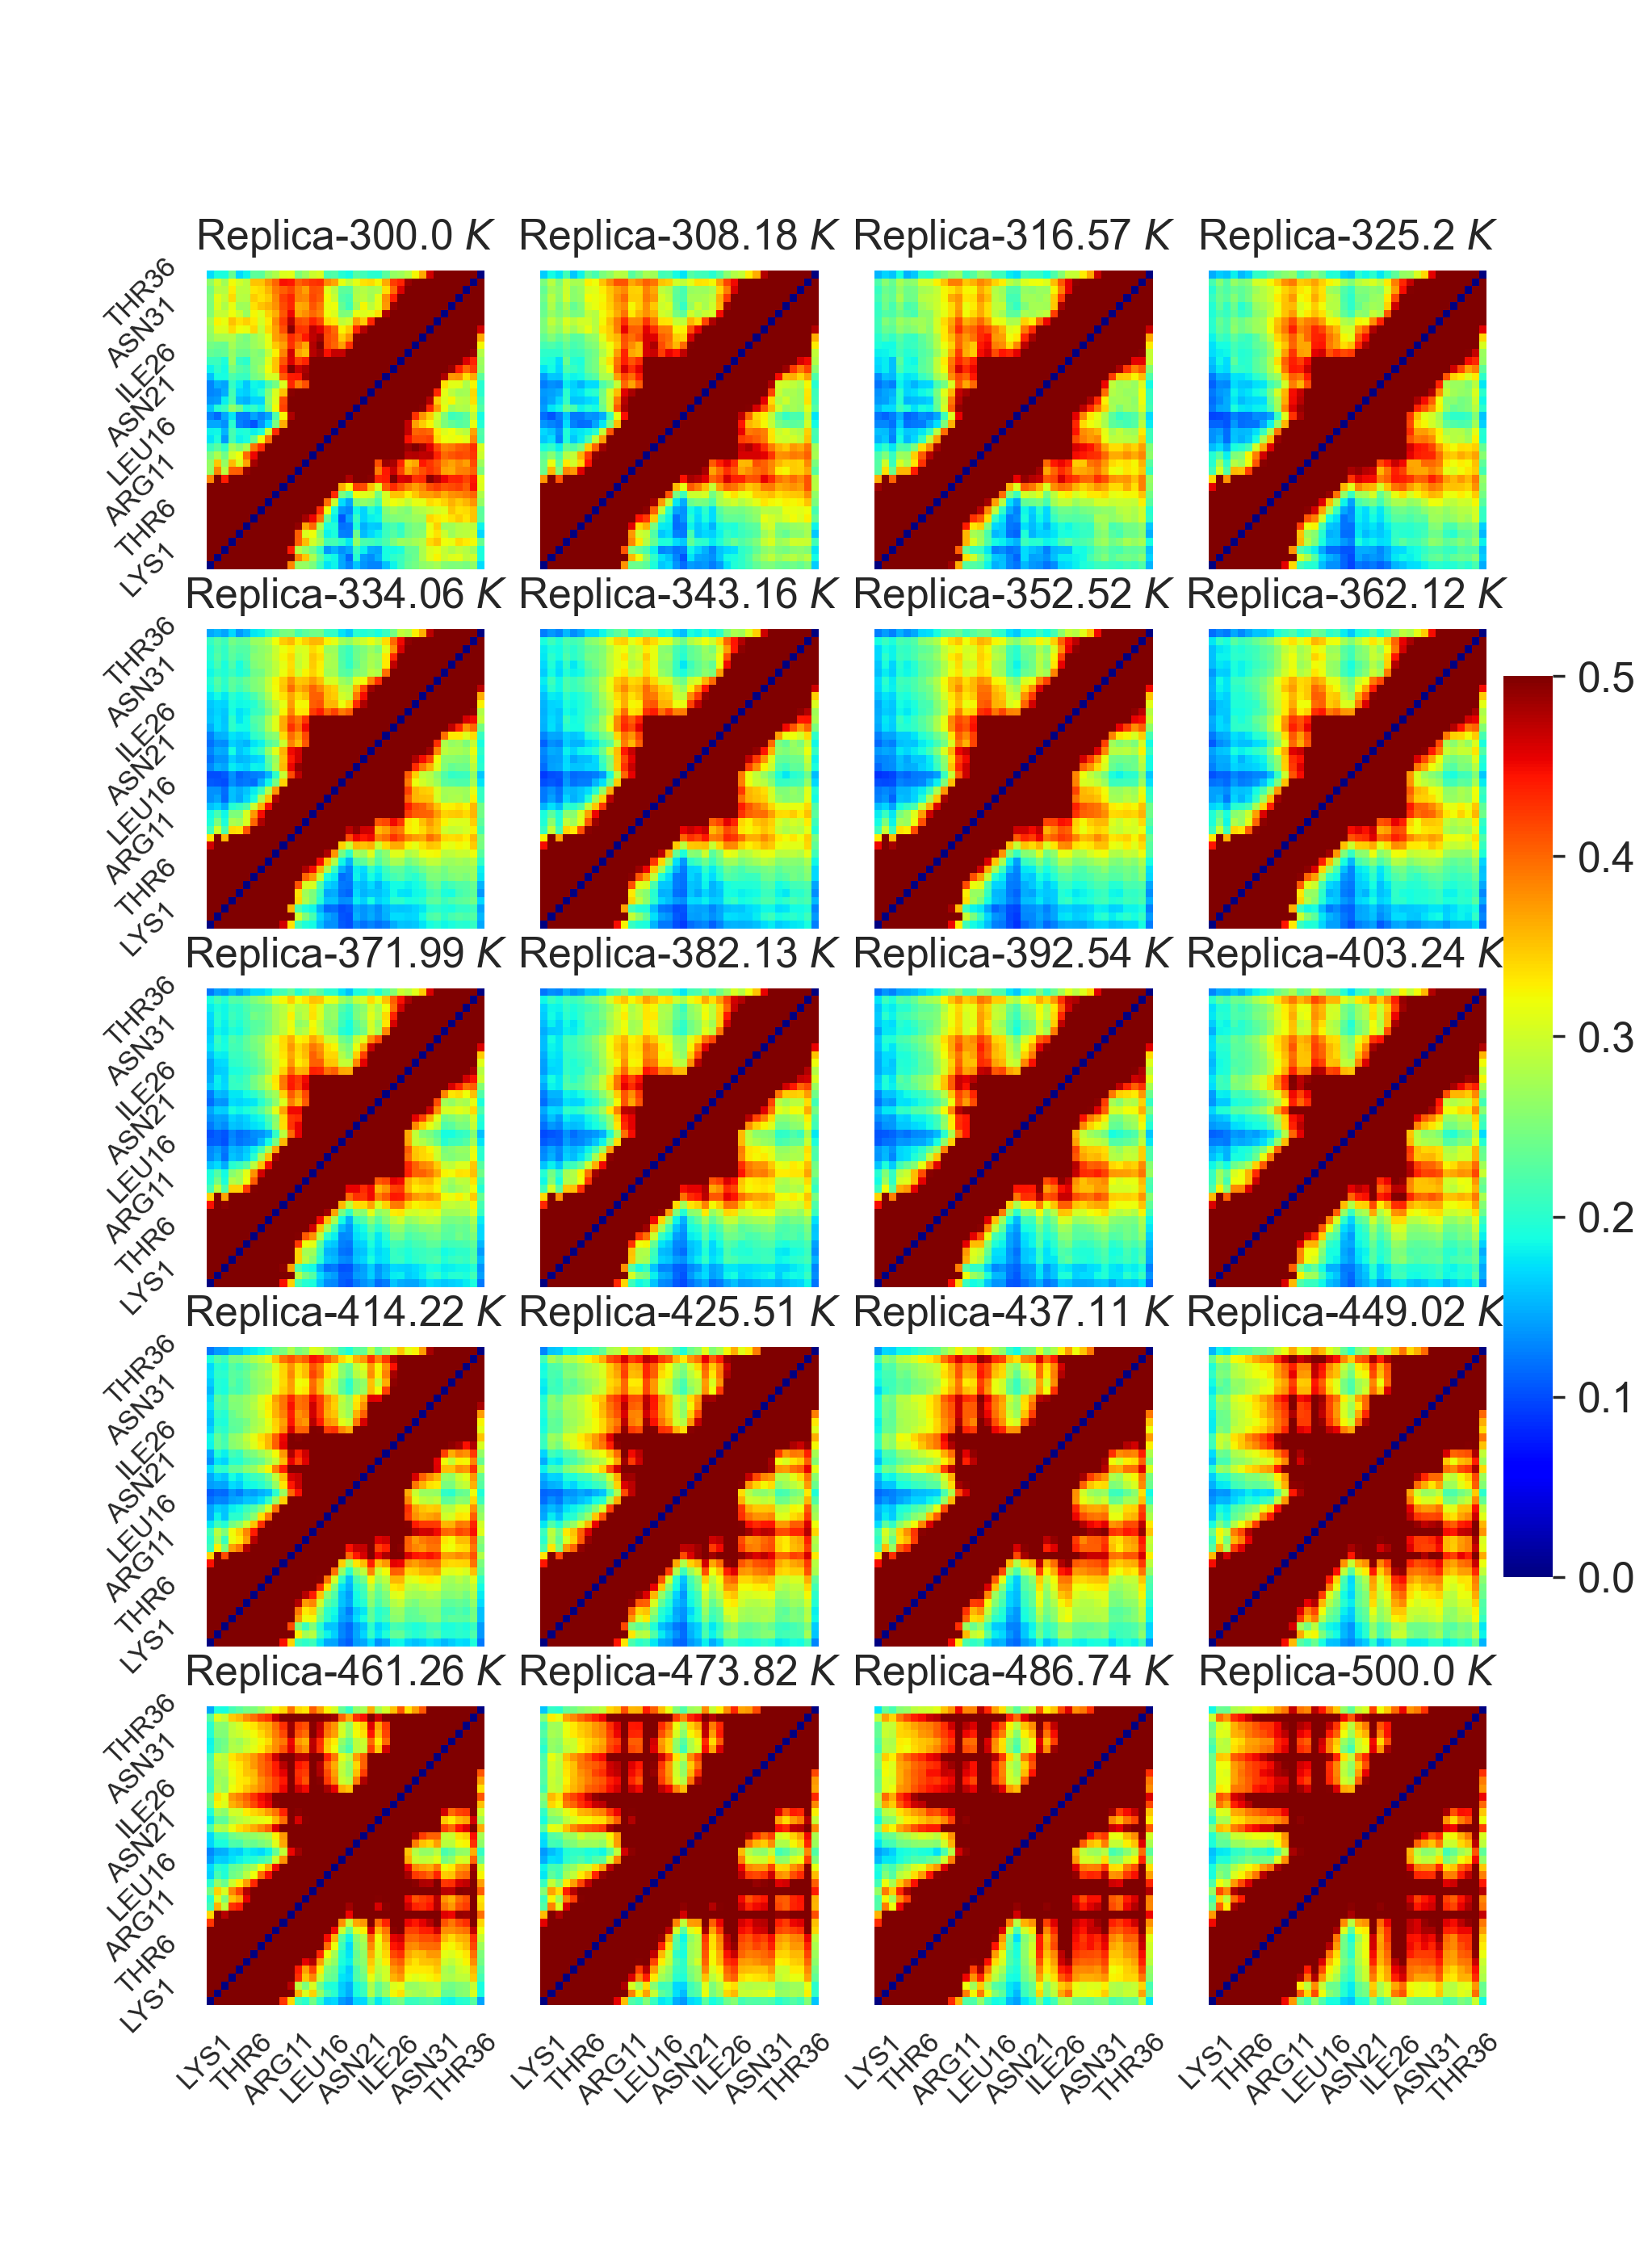 Replica-300.0 K Replica-308.18 K Replica-316.57 K Replica-325.2 K
THR36
ASN31
ILE26
ASN21
LEU16
ARG11
THR6
LYS1
Replica-334.06 K Replica-343.16 K Replica-352.52 K Replica-362.12 K
THR36
ASN31
ILE26
ASN21
LEU16
ARG11
THR6
LYS1
Replica-371.99 K Replica-382.13 K Replica-392.54 K Replica-403.24 K
THR36
ASN31
ILE26
ASN21
LEU16
ARG11
THR6
LYS1
Replica-414.22 K Replica-425.51 K Replica-437.11 K Replica-449.02 K
THR36
ASN31
ILE26
ASN21
LEU16
ARG11
THR6
LYS1
Replica-461.26 K Replica-473.82 K Replica-486.74 K Replica-500.0 K
THR36
ASN31
ILE26
ASN21
LEU16
ARG11
THR6
LYS1
LYS1 THR6 ARG11 LEU16 ASN21 ILE26 ASN31 THR36 LYS1 THR6 ARG11 LEU16 ASN21 ILE26 ASN31 THR36 LYS1 THR6 ARG11 LEU16 ASN21 ILE26 ASN31 THR36 LYS1 THR6 ARG11 LEU16 ASN21 ILE26 ASN31 THR36
0.5
0.4
0.3
0.2
0.1
0.0